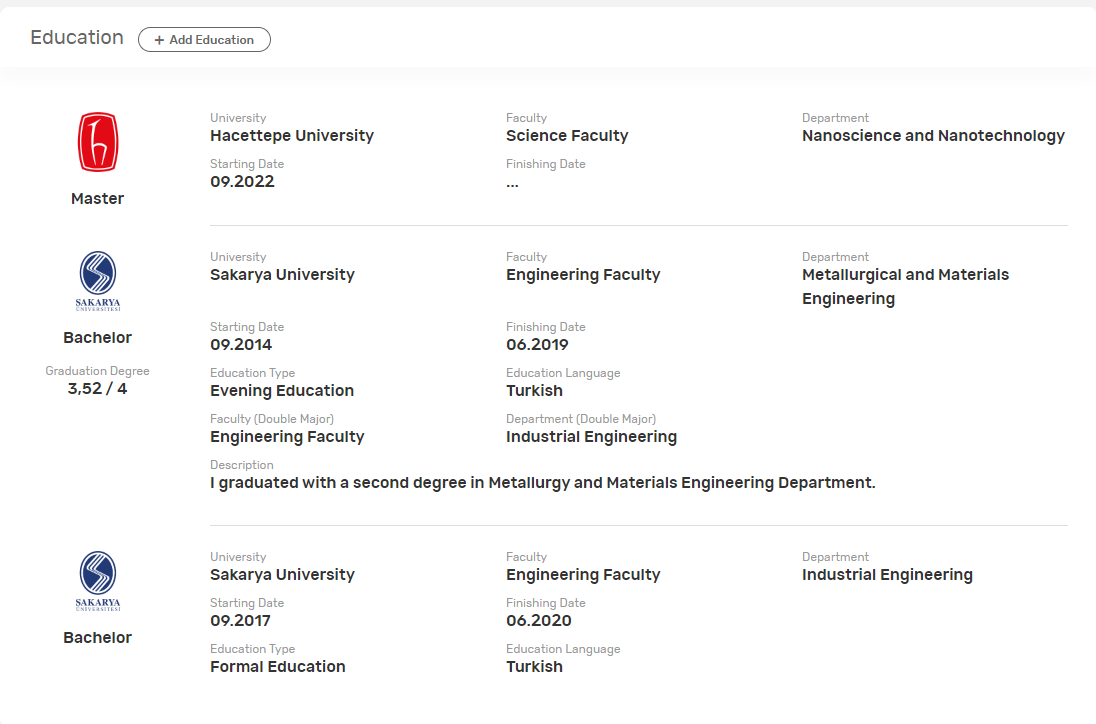 Education
+ Add Education
University
Hacettepe University
Faculty
Science Faculty
Department
Nanoscience and Nanotechnology
Starting Date
09.2022
Finishing Date
...
Master
University
Sakarya University
Faculty
Engineering Faculty
Department
Metallurgical and Materials
Engineering
SAKARYA
ÜNİVERSİTESİ
Bachelor
Graduation Degree
3,52 / 4
Starting Date
09.2014
Finishing Date
06.2019
Education Type
Evening Education
Education Language
Turkish
Faculty (Double Major)
Engineering Faculty
Department (Double Major)
Industrial Engineering
Description
I graduated with a second degree in Metallurgy and Materials Engineering Department.
University
Sakarya University
Faculty
Engineering Faculty
Department
Industrial Engineering
SAKARYA
ÜNİVERSİTESİ
Bachelor
Starting Date
09.2017
Finishing Date
06.2020
Education Type
Formal Education
Education Language
Turkish